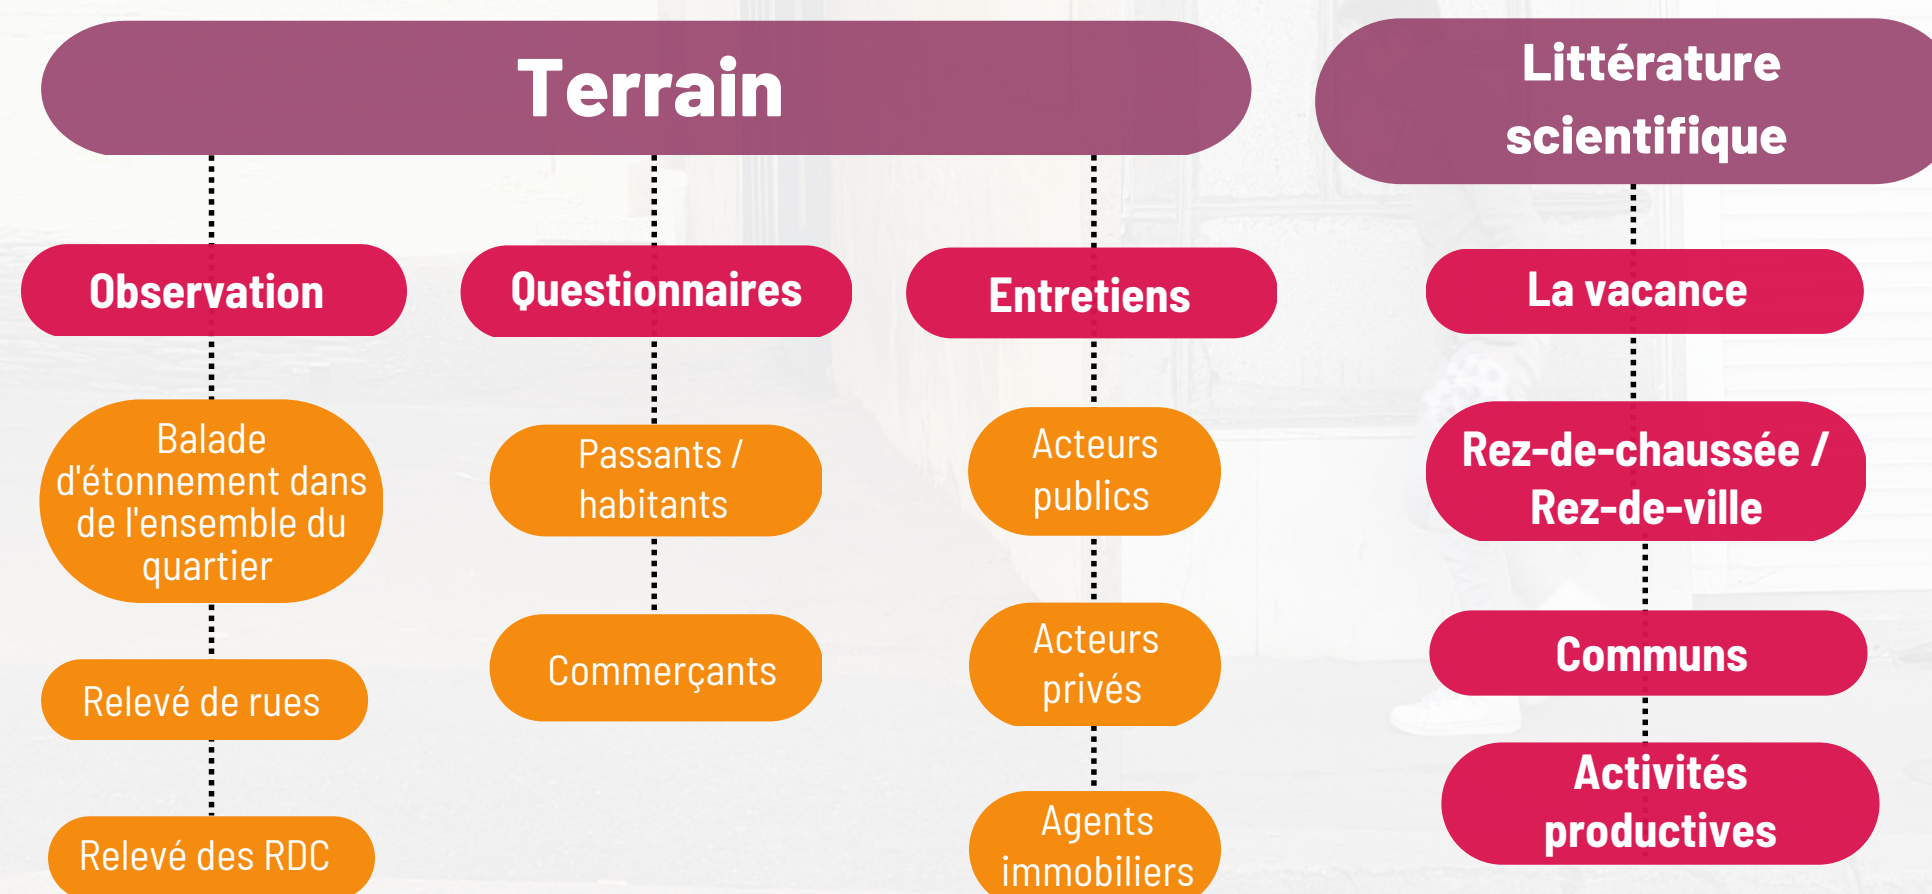 Terrain
Littérature
scientifique
Observation
Questionnaires
Entretiens
La vacance
Balade
d'étonnement dans
de l'ensemble du
quartier
Relevé de rues
Relevé des RDC
Passants /
habitants
Commerçants
Acteurs
publics
Acteurs
privés
Agents
immobiliers
Rez-de-chaussée /
Rez-de-ville
Communs
Activités
productives